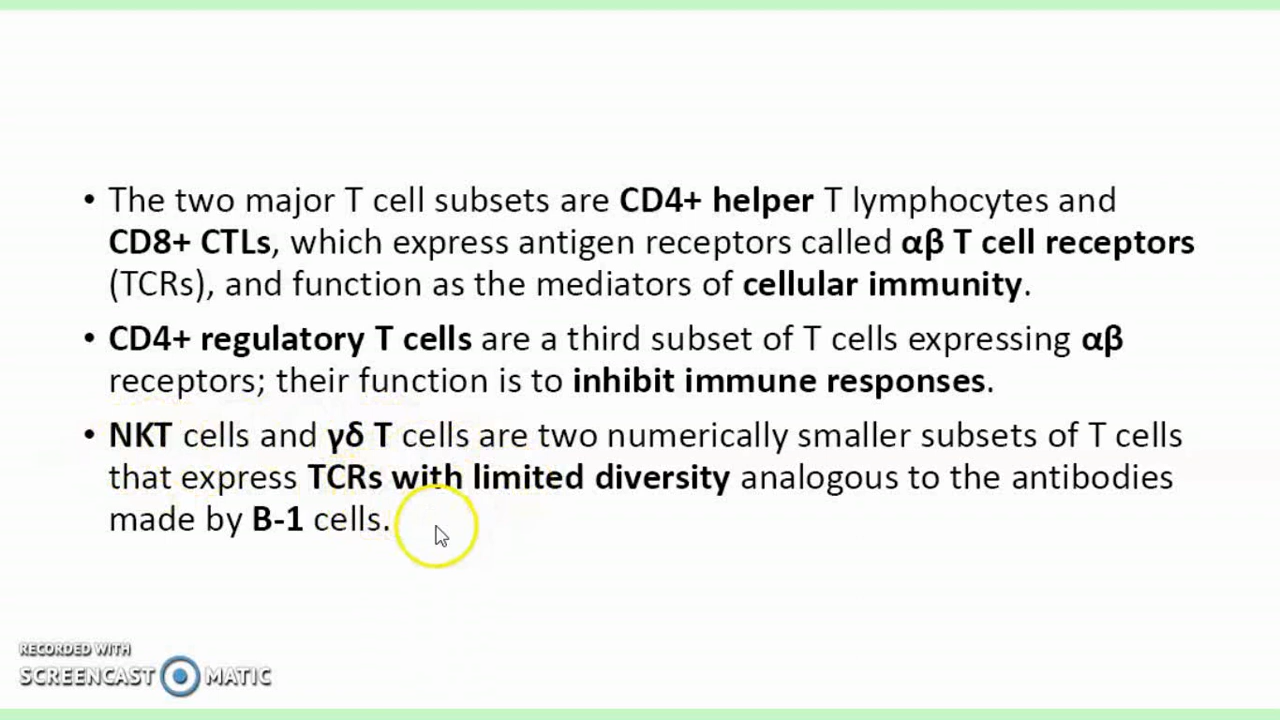 • The two major T cell subsets are CD4+ helper T lymphocytes and
CD8+ CTLs, which express antigen receptors called αβ T cell receptors
(TCRs), and function as the mediators of cellular immunity.
• CD4+ regulatory T cells are a third subset of T cells expressing αβ
receptors; their function is to inhibit immune responses.
• NKT cells and γδ T cells are two numerically smaller subsets of T cells
that express TCRs with limited diversity analogous to the antibodies
made by B-1 cells.
RECORDED WITH
SCREENCAST MATIC